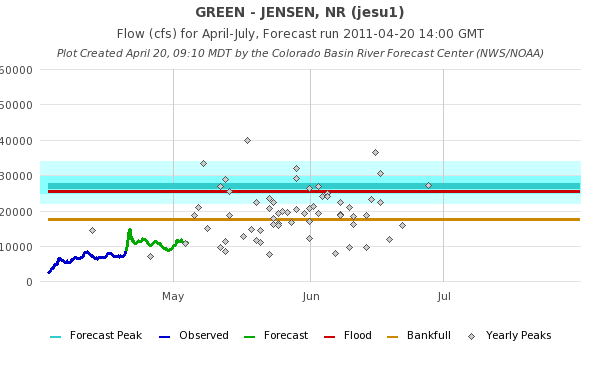 GREEN - JENSEN, NR (jesu1)
Flow (cfs) for April-July, Forecast run 2011-04-20 14:00 GMT
Plot Created April 20, 09:10 MDT by the Colorado Basin River Forecast Center (NWS/NOAA)
60000
50000
40000
30000
20000
10000
0
May Jun Jul
Forecast Peak Observed Forecast Flood Bankfull Yearly Peaks